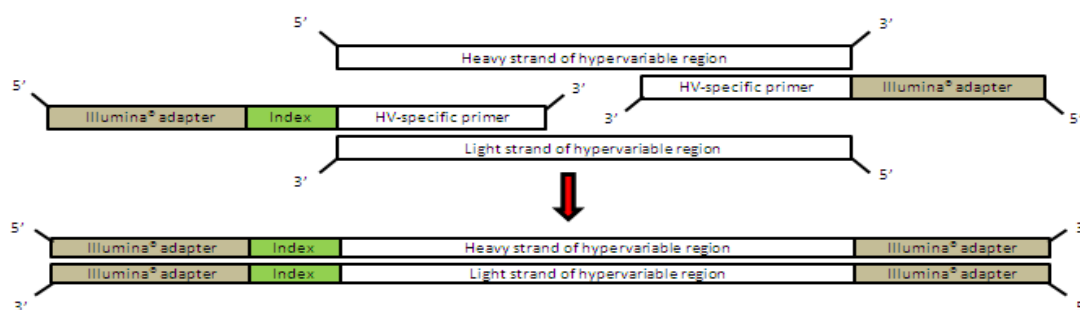 5’ 3’
Heavy strand of hypervariable region
5’ 3’ HV-specific primer Illumina® adapter
Illumina® adapter Index HV-specific primer 3’ 5’
Light strand of hypervariable region
3’ 5’
5’ 3’
Illumina® adapter Index Heavy strand of hypervariable region Illumina® adapter
Illumina® adapter Index Light strand of hypervariable region Illumina® adapter
3’ 5’